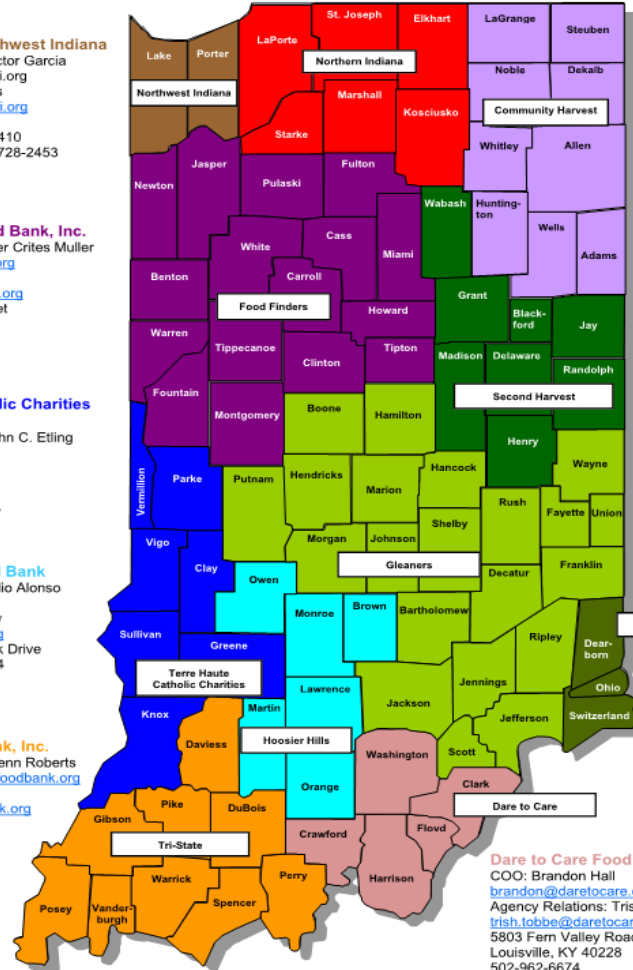 hwest Indiana
ctor Garcia
i.org
s
i.org
410
728-2453
d Bank, Inc.
er Crites Muller
org
.org
et
lic Charities
hn C. Etling
Bank
lio Alonso
g
k Drive
4
nk, Inc.
enn Roberts
foodbank.org
k.org
Lake
Porter
Northwest Indiana
LaPorte
St. Joseph
Elkhart
Northern Indiana
Marshall
Kosciusko
Starke
LaGrange
Steuben
Noble
Dekalb
Community Harvest
Whitley
Allen
Hunting-
ton
Wells
Adams
Newton
Jasper
Pulaski
Fulton
White
Cass
Miami
Benton
Carroll
Food Finders
Howard
Warren
Tippecanoe
Clinton
Tipton
Fountain
Montgomery
Wabash
Grant
Black-
ford
Jay
Madison
Delaware
Randolph
Second Harvest
Henry
Boone
Hamilton
Putnam
Hendricks
Marion
Hancock
Wayne
Rush
Fayette
Union
Shelby
Morgan
Johnson
Gleaners
Decatur
Franklin
Bartholomew
Ripley
Jennings
Jackson
Jefferson
Scott
Vermillion
Parke
Vigo
Clay
Sullivan
Greene
Terre Haute
Catholic Charities
Knox
Owen
Monroe
Brown
Lawrence
Martin
Hoosier Hills
Orange
Dear-
born
Ohio
Switzerland
Washington
Clark
Dare to Care
Floyd
Crawford
Harrison
Daviess
Pike
DuBois
Gibson
Tri-State
Warrick
Perry
Spencer
Posey
Vander-
burgh
Dare to Care Food
COO: Brandon Hall
brandon@daretocare.
Agency Relations: Tris
trish.tobbe@daretocar
5803 Fern Valley Road
Louisville, KY 40228
502-962-6674